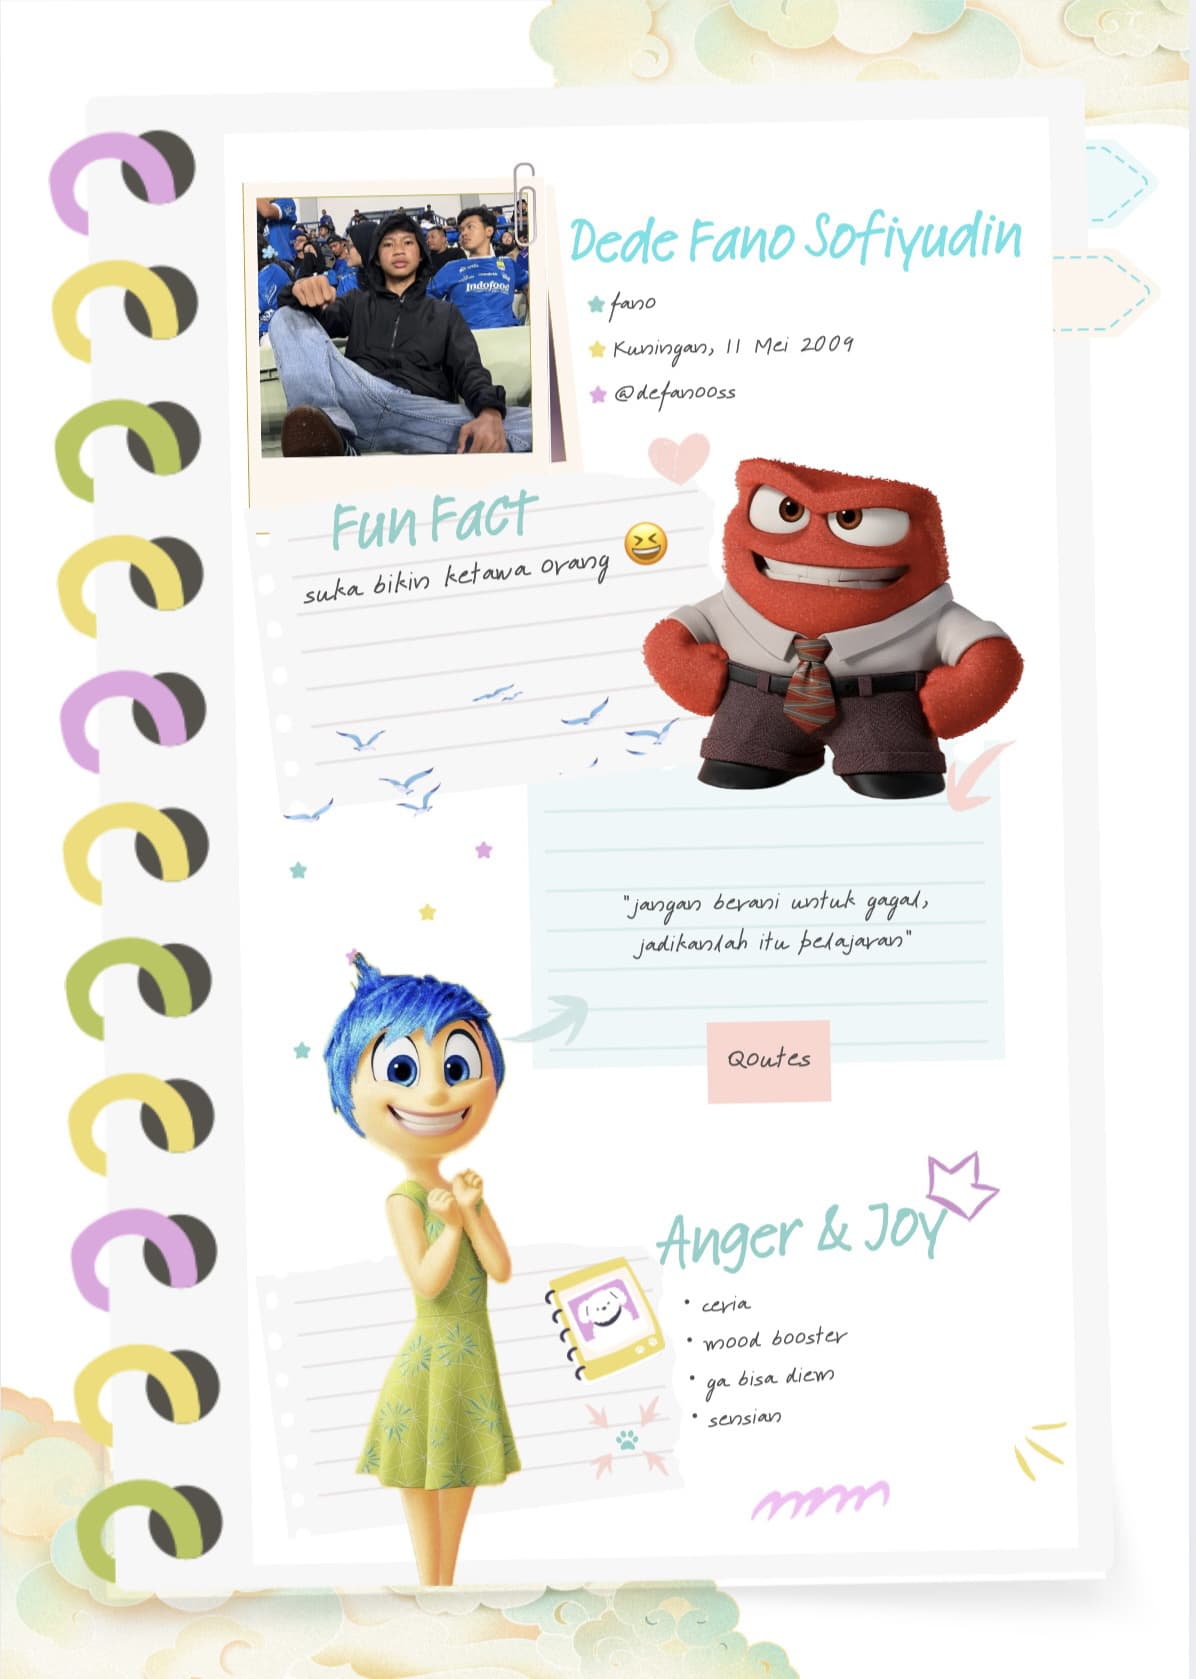 Dede Fano Sofiyudin
fano
Kuningan, 11 Mei 2009
@defanooss
indofood
Fun Fact
suka bikin ketawa orang
"jangan berani untuk gagal,
jadikanlah itu pelajaran"
Qoutes
Anger & Joy
• ceria
• mood booster
• ga bisa diem
• sensian